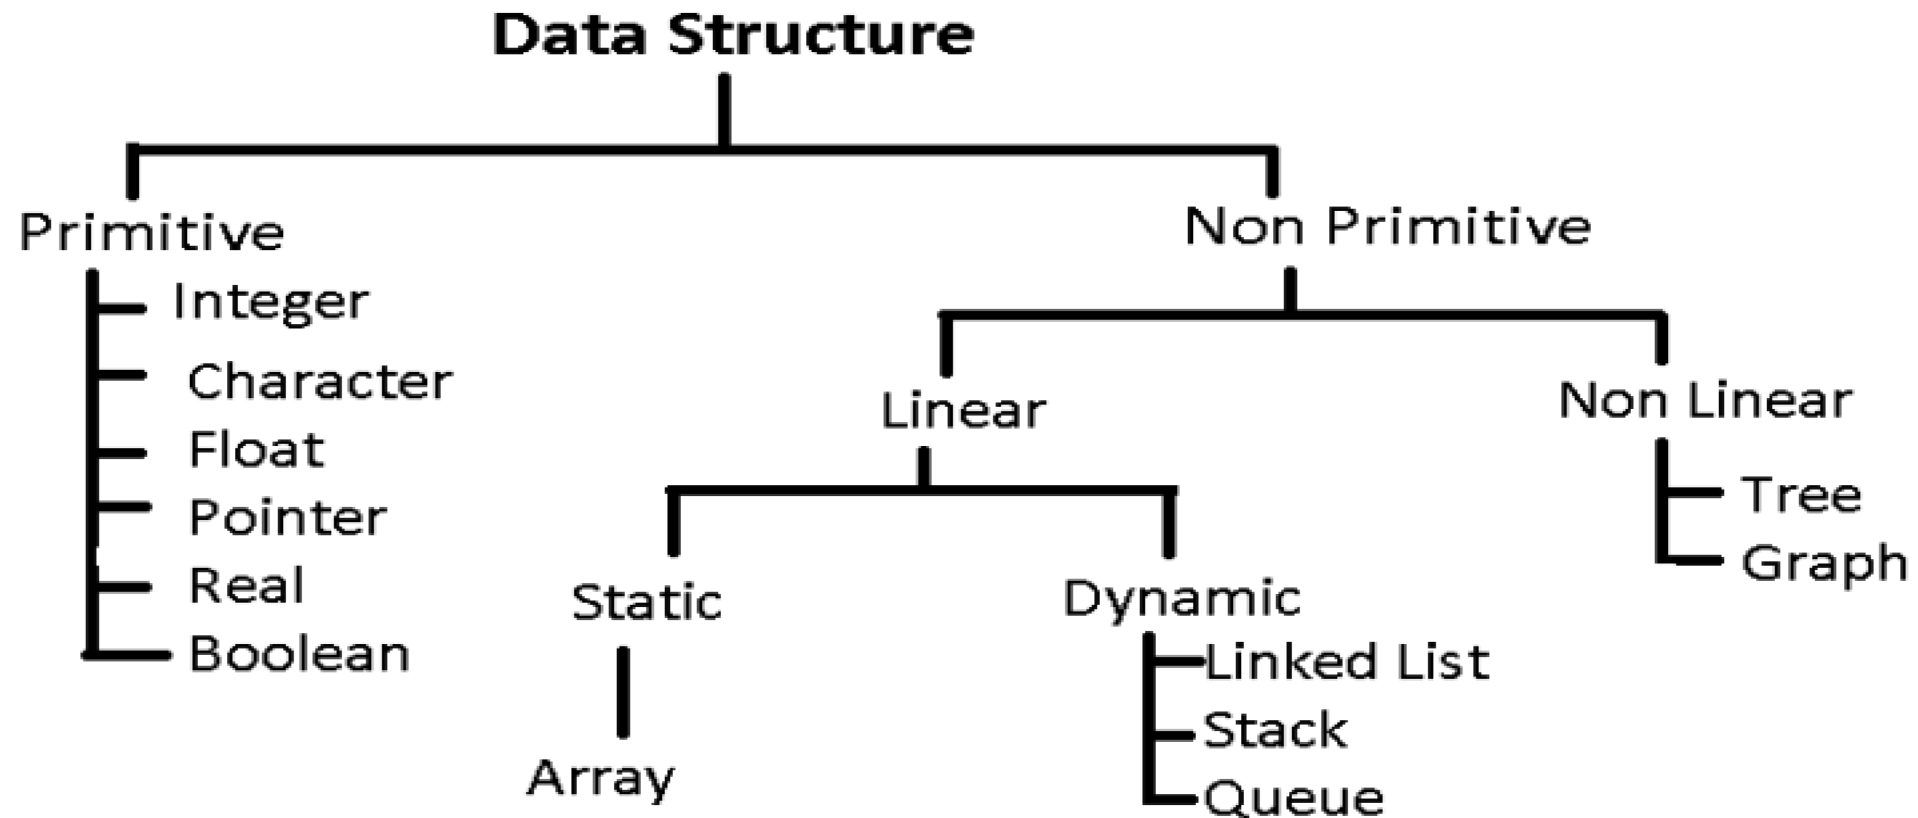 Data Structure
Primitive
Non Primitive
Integer
Character
Float
Pointer
Real
Boolean
Linear
Non Linear
Tree
Graph
Static
Dynamic
Array
Linked List
Stack
Queue